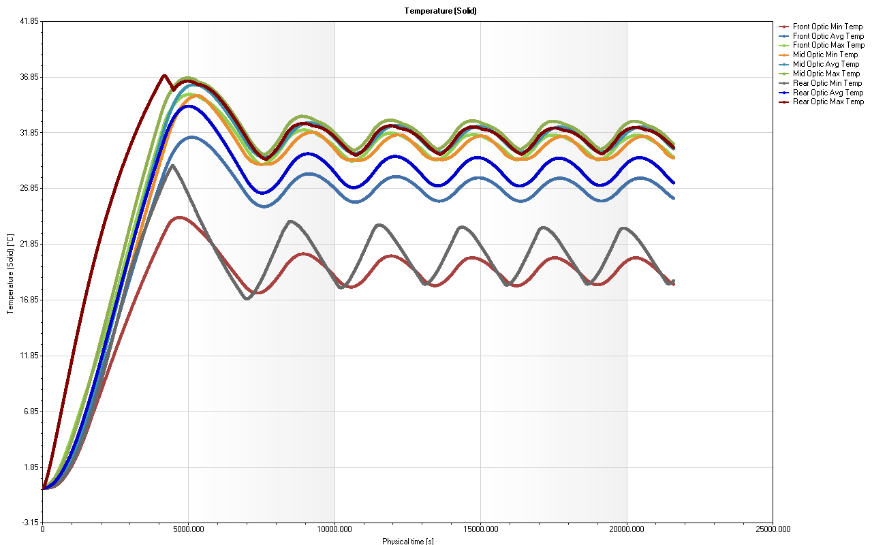 Temperature (Solid)
41.85
36.85
31.85
26.85
21.85
16.85
11.85
6.85
1.85
-3.15
Temperature (Solid) [°C]
0
5000.000
10000.000
15000.000
20000.000
25000.000
Physical time [s]
Front Optic Min Temp
Front Optic Avg Temp
Front Optic Max Temp
Mid Optic Min Temp
Mid Optic Avg Temp
Mid Optic Max Temp
Rear Optic Min Temp
Rear Optic Avg Temp
Rear Optic Max Temp